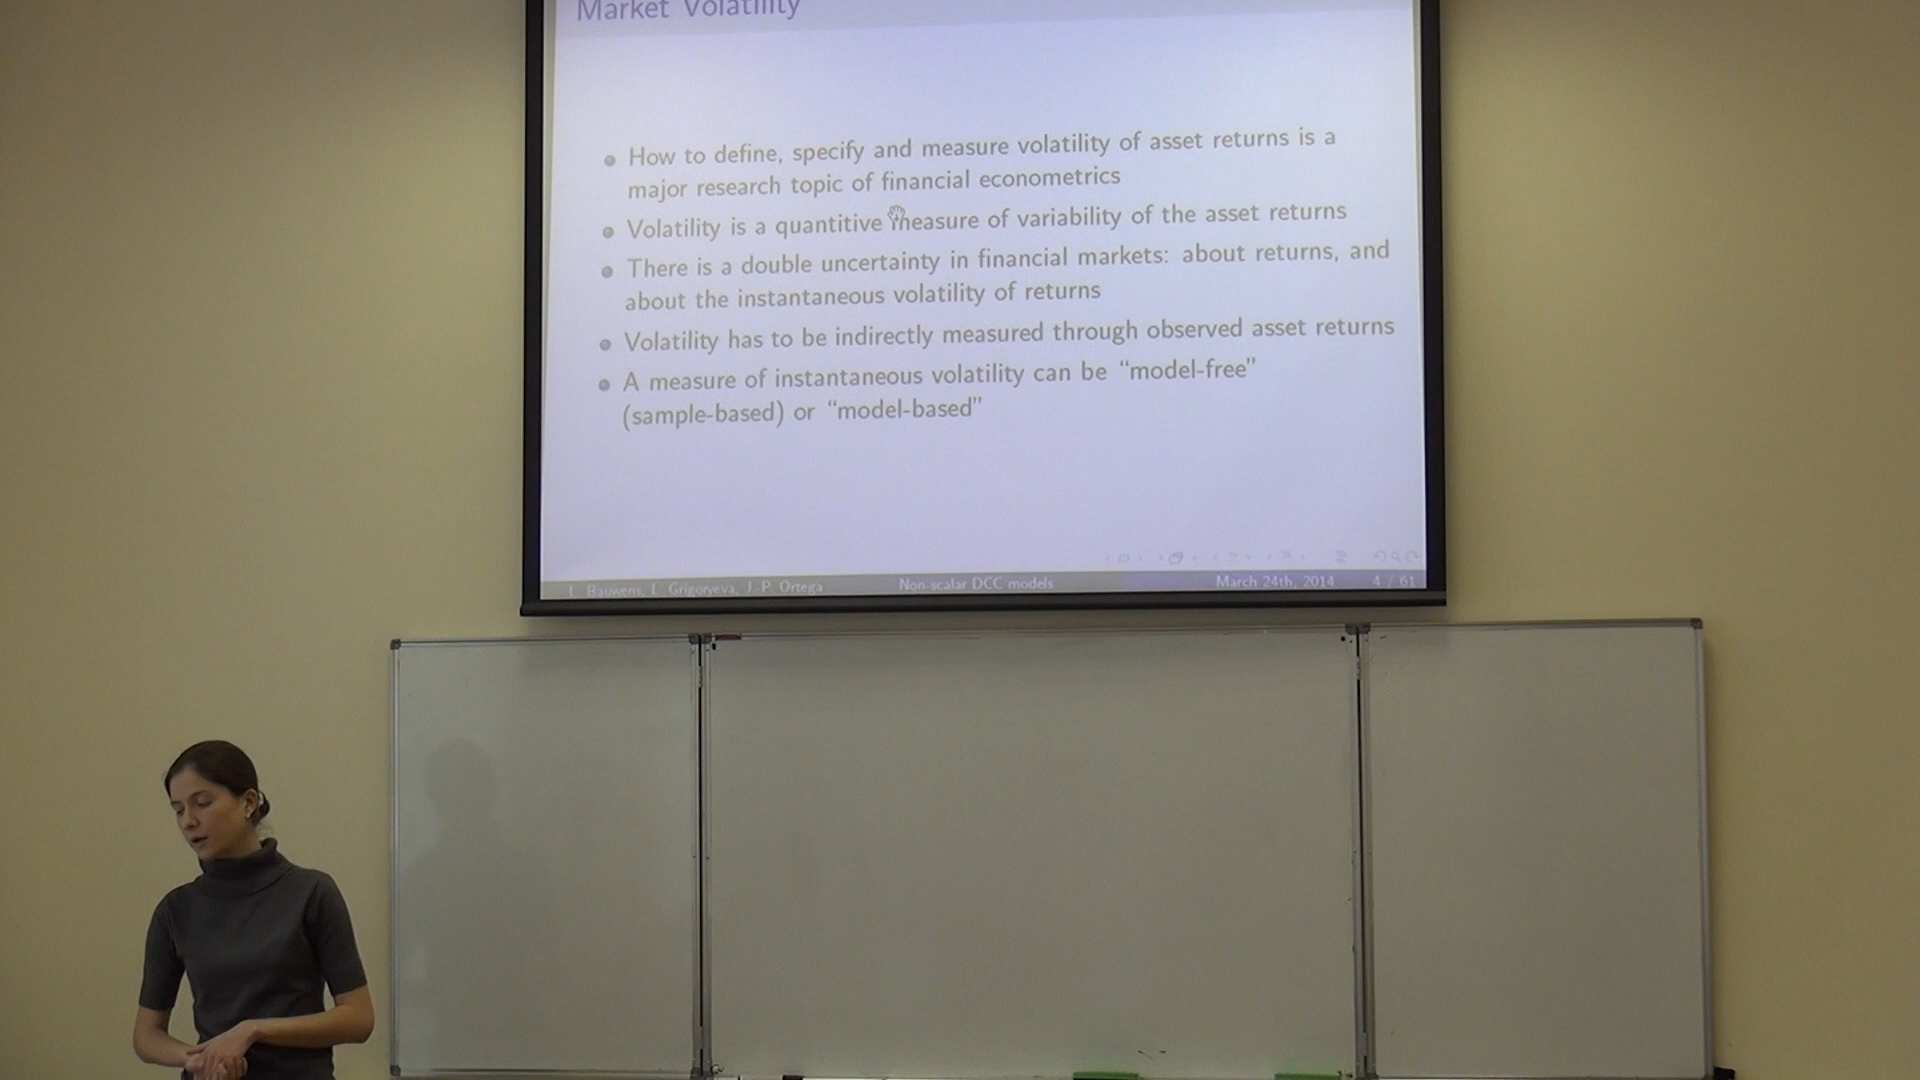 Market Volatility
How to define, specify and measure volatility of asset returns is a
major research topic of financial econometrics
Volatility is a quantitive measure of variability of the asset returns
There is a double uncertainty in financial markets: about returns, and
about the instantaneous volatility of returns
Volatility has to be indirectly measured through observed asset returns
A measure of instantaneous volatility can be “model-free”
(sample-based) or “model-based”
L. Bauwens, L. Grigoryeva, J.-P. Ortega Non-scalar DCC models March 24th, 2014 4 / 61